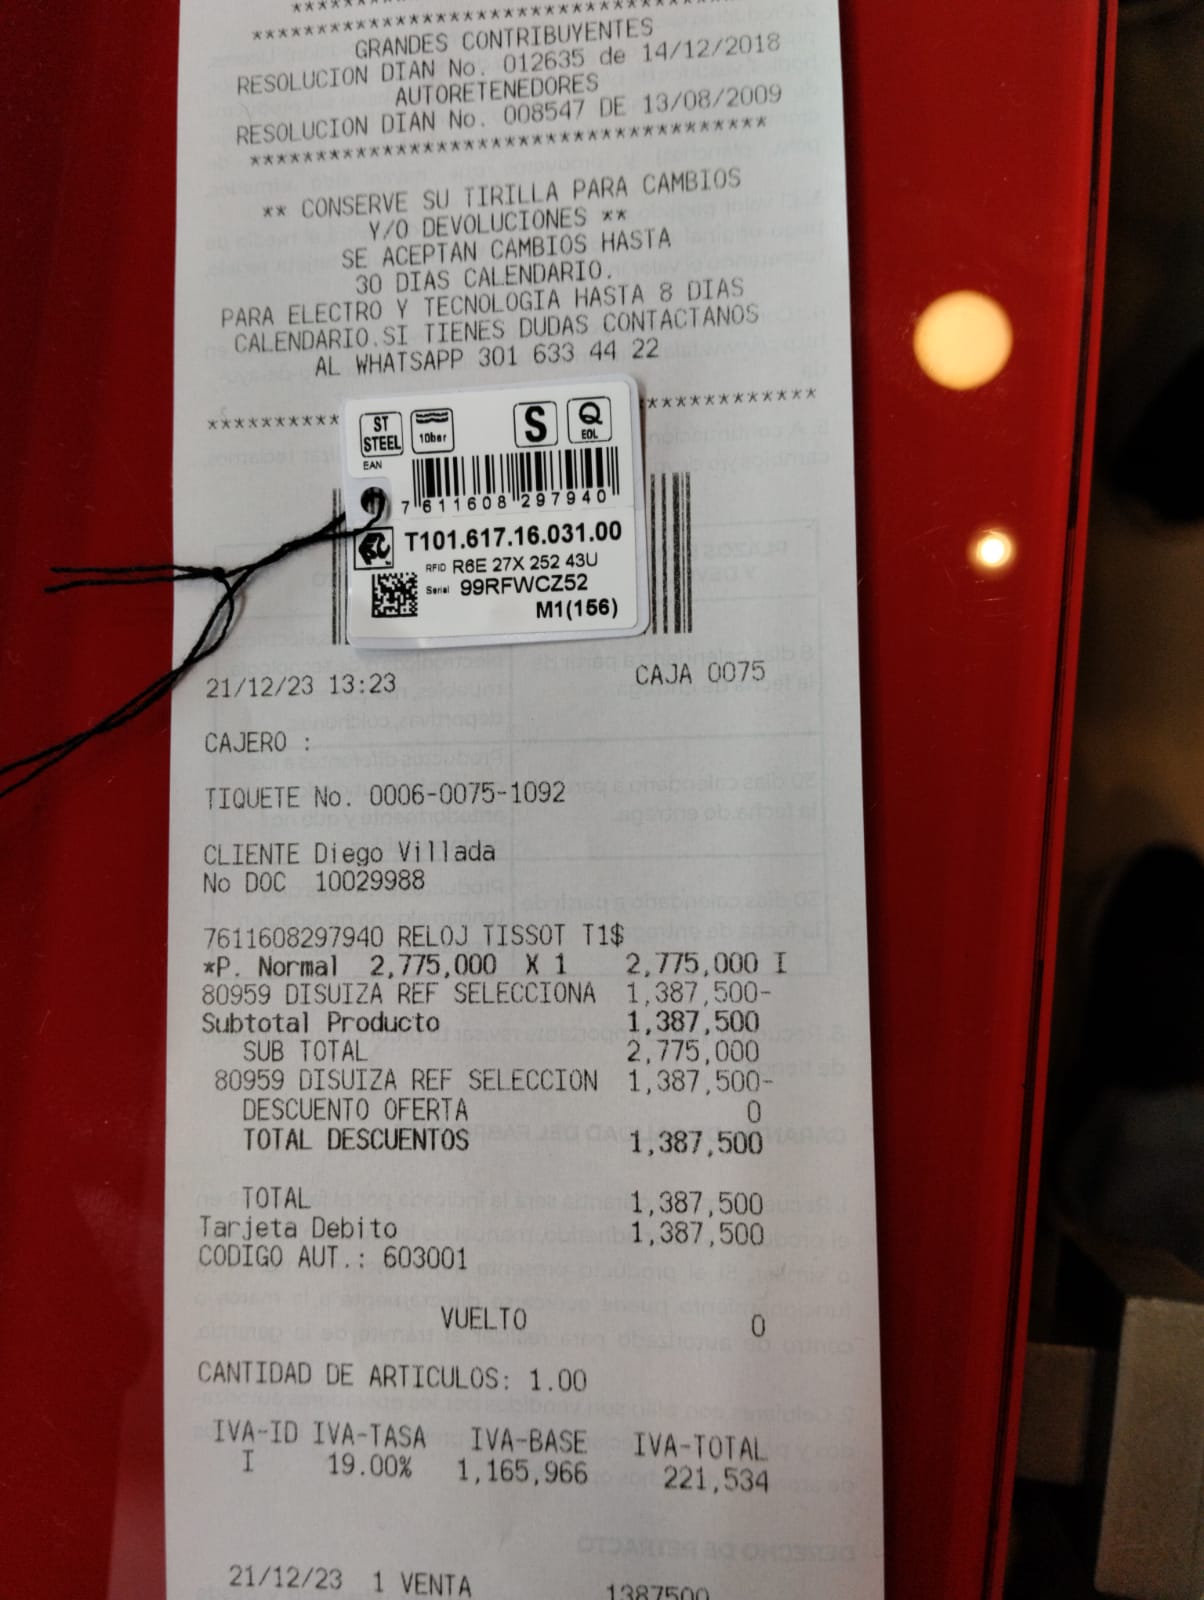 ********************************
GRANDES CONTRIBUYENTES
RESOLUCION DIAN No. 012635 de 14/12/2018
AUTORETENEDORES
RESOLUCION DIAN No. 008547 DE 13/08/2009
**************************************
** CONSERVE SU TIRILLA PARA CAMBIOS
Y/O DEVOLUCIONES **
SE ACEPTAN CAMBIOS HASTA
30 DIAS CALENDARIO.
PARA ELECTRO Y TECNOLOGIA HASTA 8 DIAS
CALENDARIO.SI TIENES DUDAS CONTACTANOS
AL WHATSAPP 301 633 44 22
ST STEEL 10bar S Q EOL
EAN
7 611608 297940
T101.617.16.031.00
RFID R6E 27X 252 43U
Serial 99RFWCZ52
M1(156)
21/12/23 13:23 CAJA 0075
CAJERO :
TIQUETE No. 0006-0075-1092
CLIENTE Diego Villada
No DOC 10029988
7611608297940 RELOJ TISSOT T1$
*P. Normal 2,775,000 X 1 2,775,000 I
80959 DISUIZA REF SELECCIONA 1,387,500-
Subtotal Producto 1,387,500
SUB TOTAL 2,775,000
80959 DISUIZA REF SELECCION 1,387,500-
DESCUENTO OFERTA 0
TOTAL DESCUENTOS 1,387,500
TOTAL 1,387,500
Tarjeta Debito 1,387,500
CODIGO AUT.: 603001
VUELTO 0
CANTIDAD DE ARTICULOS: 1.00
IVA-ID IVA-TASA IVA-BASE IVA-TOTAL
I 19.00% 1,165,966 221,534
21/12/23 1 VENTA 1387500